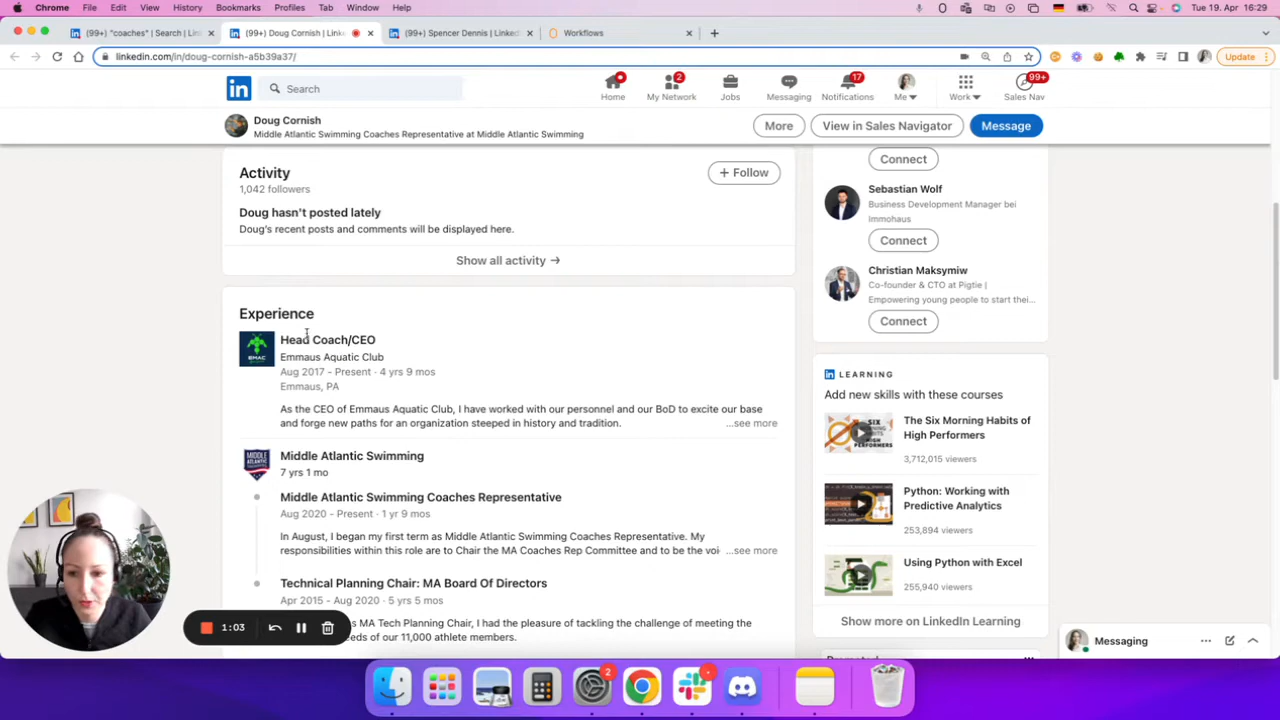 Chrome File Edit View History Bookmarks Profiles Tab Window Help Tue 19. Apr 16:29
(99+) "coaches" | Search | Lin
(99+) Doug Cornish | Linke
(99+) Spencer Dennis | Linked
Workflows
linkedin.com/in/doug-cornish-a5b39a37/
Update
in
Search
2
17
99+
Home My Network Jobs Messaging Notifications Me Work Sales Nav
Doug Cornish
Middle Atlantic Swimming Coaches Representative at Middle Atlantic Swimming
More
View in Sales Navigator
Message
Activity
1,042 followers
+ Follow
Doug hasn't posted lately
Doug's recent posts and comments will be displayed here.
Show all activity →
Experience
EMAC
Head Coach/CEO
Emmaus Aquatic Club
Aug 2017 - Present · 4 yrs 9 mos
Emmaus, PA
As the CEO of Emmaus Aquatic Club, I have worked with our personnel and our BoD to excite our base
and forge new paths for an organization steeped in history and tradition.
...see more
MIDDLE
ATLANTIC
Middle Atlantic Swimming
7 yrs 1 mo
Middle Atlantic Swimming Coaches Representative
Aug 2020 - Present · 1 yr 9 mos
In August, I began my first term as Middle Atlantic Swimming Coaches Representative. My
responsibilities within this role are to Chair the MA Coaches Rep Committee and to be the voi
...see more
Technical Planning Chair: MA Board Of Directors
Apr 2015 - Aug 2020 · 5 yrs 5 mos
s MA Tech Planning Chair, I had the pleasure of tackling the challenge of meeting the
eeds of our 11,000 athlete members.
1:03
Connect
Sebastian Wolf
Business Development Manager bei
Immohaus
Connect
Christian Maksymiw
Co-founder & CTO at Pigtie |
Empowering young people to start thei...
Connect
in LEARNING
Add new skills with these courses
The Six Morning Habits of
High Performers
3,712,015 viewers
Python: Working with
Predictive Analytics
253,894 viewers
Using Python with Excel
255,940 viewers
Show more on LinkedIn Learning
Promoted
Messaging
2